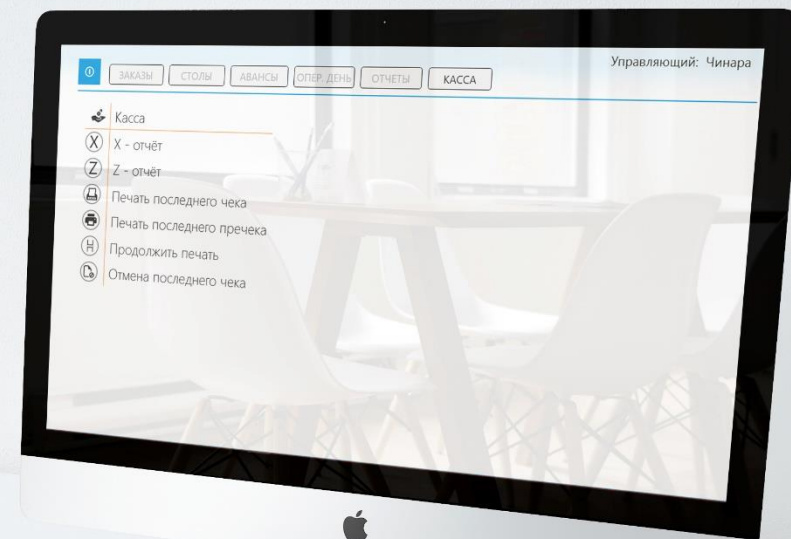 Управляющий: Чинара
ЗАКАЗЫ СТОЛЫ АВАНСЫ ОПЕР. ДЕНЬ ОТЧЕТЫ КАССА
Касса
X X - отчёт
Z Z - отчёт
Печать последнего чека
Печать последнего пречека
Продолжить печать
Отмена последнего чека